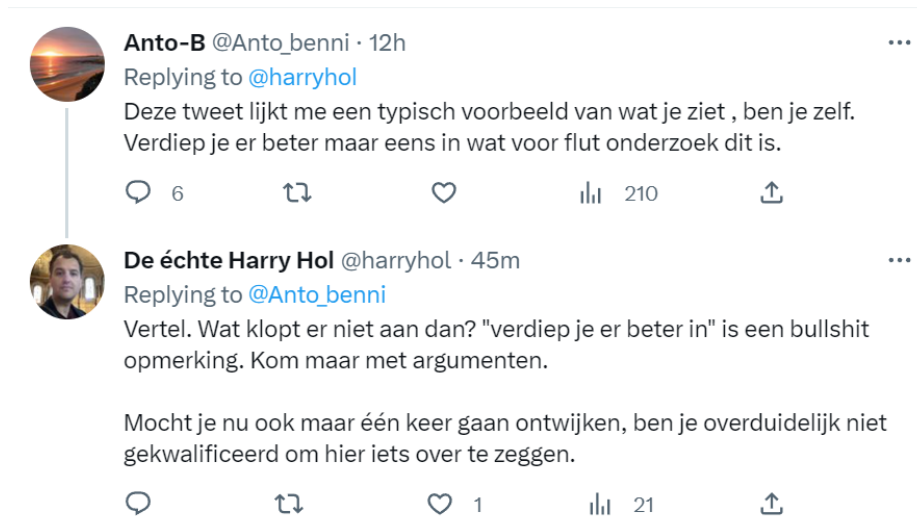 Anto-B @Anto_benni · 12h
Replying to @harryhol
Deze tweet lijkt me een typisch voorbeeld van wat je ziet , ben je zelf.
Verdiep je er beter maar eens in wat voor flut onderzoek dit is.
6 210
De échte Harry Hol @harryhol · 45m
Replying to @Anto_benni
Vertel. Wat klopt er niet aan dan? "verdiep je er beter in" is een bullshit
opmerking. Kom maar met argumenten.
Mocht je nu ook maar één keer gaan ontwijken, ben je overduidelijk niet
gekwalificeerd om hier iets over te zeggen.
1 21